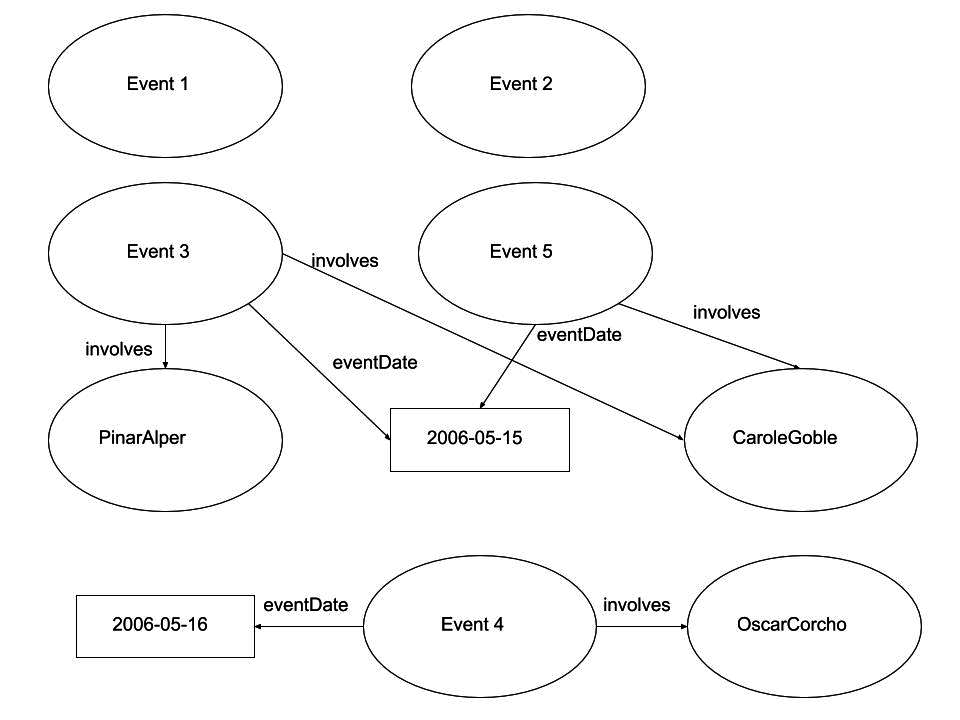 Event 1
Event 2
Event 3
Event 5
involves
involves
eventDate
involves
eventDate
PinarAlper
2006-05-15
CaroleGoble
eventDate
involves
2006-05-16
Event 4
OscarCorcho